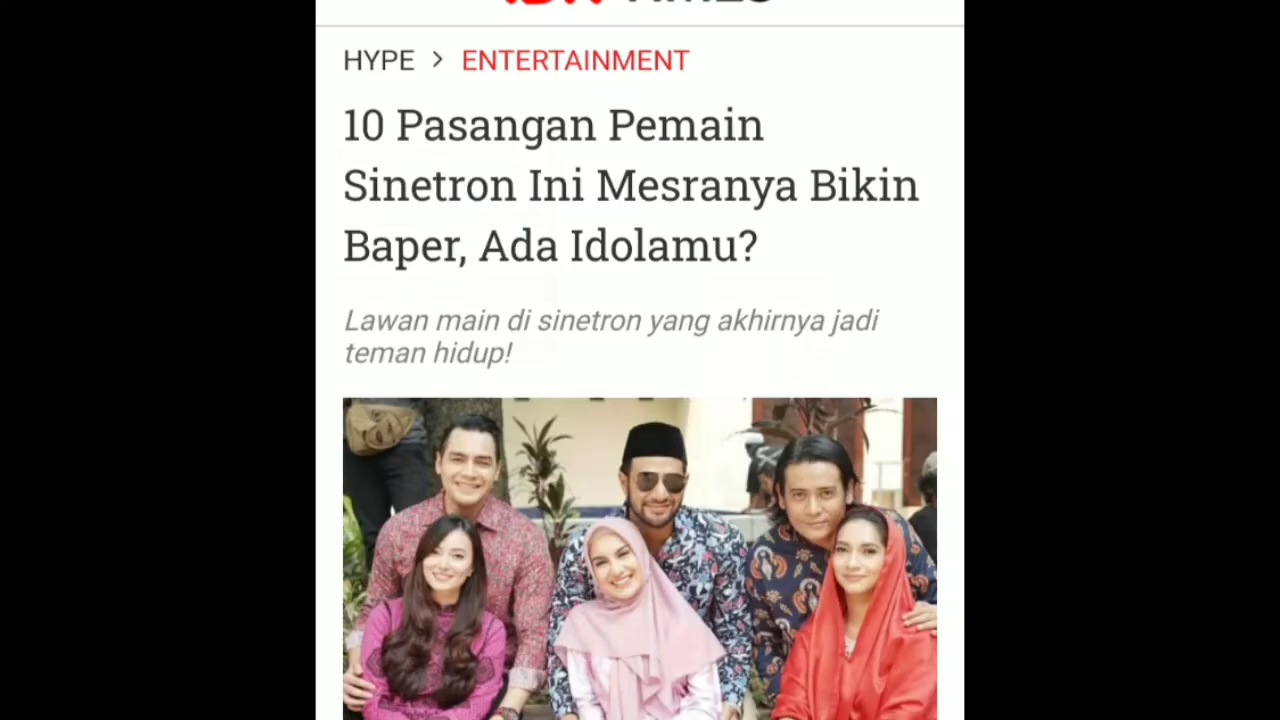 HYPE > ENTERTAINMENT
10 Pasangan Pemain
Sinetron Ini Mesranya Bikin
Baper, Ada Idolamu?
Lawan main di sinetron yang akhirnya jadi
teman hidup!